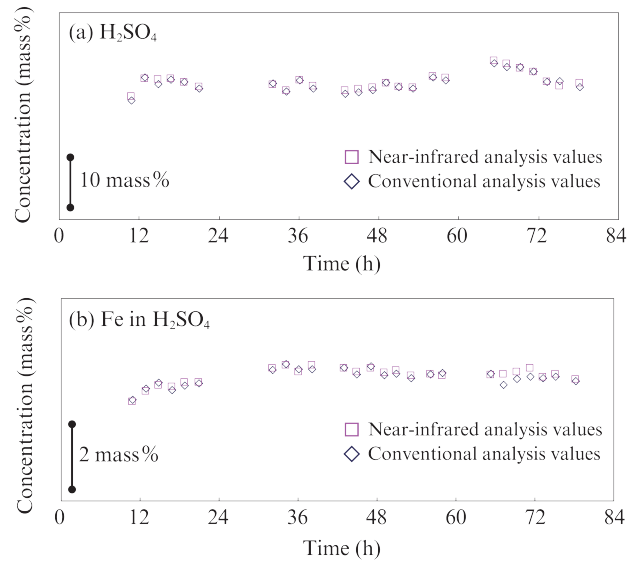 (a) H₂SO₄
Concentration (mass%)
10 mass%
Near-infrared analysis values
Conventional analysis values
0 12 24 36 48 60 72 84
Time (h)
(b) Fe in H₂SO₄
Concentration (mass%)
2 mass%
Near-infrared analysis values
Conventional analysis values
0 12 24 36 48 60 72 84
Time (h)